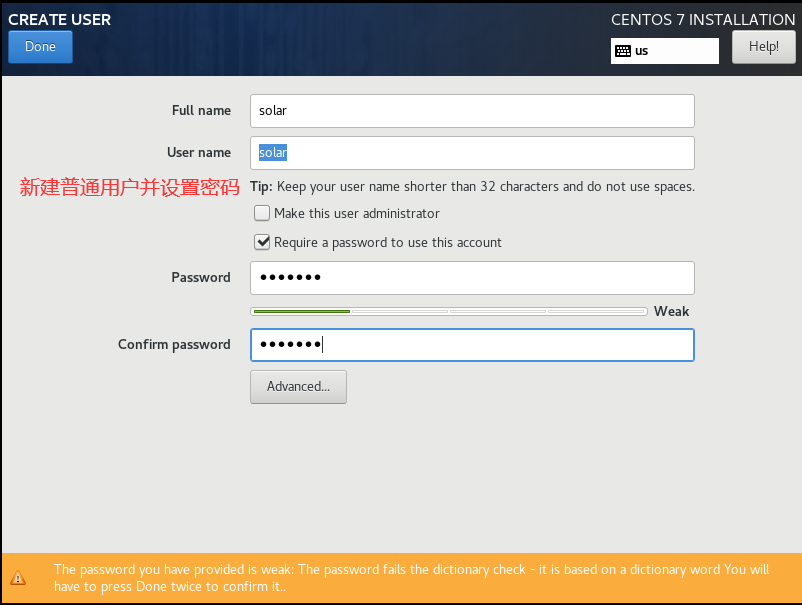 CREATE USER
CENTOS 7 INSTALLATION
Done
us
Help!
Full name
solar
User name
solar
新建普通用户并设置密码
Tip: Keep your user name shorter than 32 characters and do not use spaces.
Make this user administrator
Require a password to use this account
Password
●●●●●●●
Weak
Confirm password
●●●●●●●
Advanced...
The password you have provided is weak: The password fails the dictionary check - it is based on a dictionary word You will
have to press Done twice to confirm it..